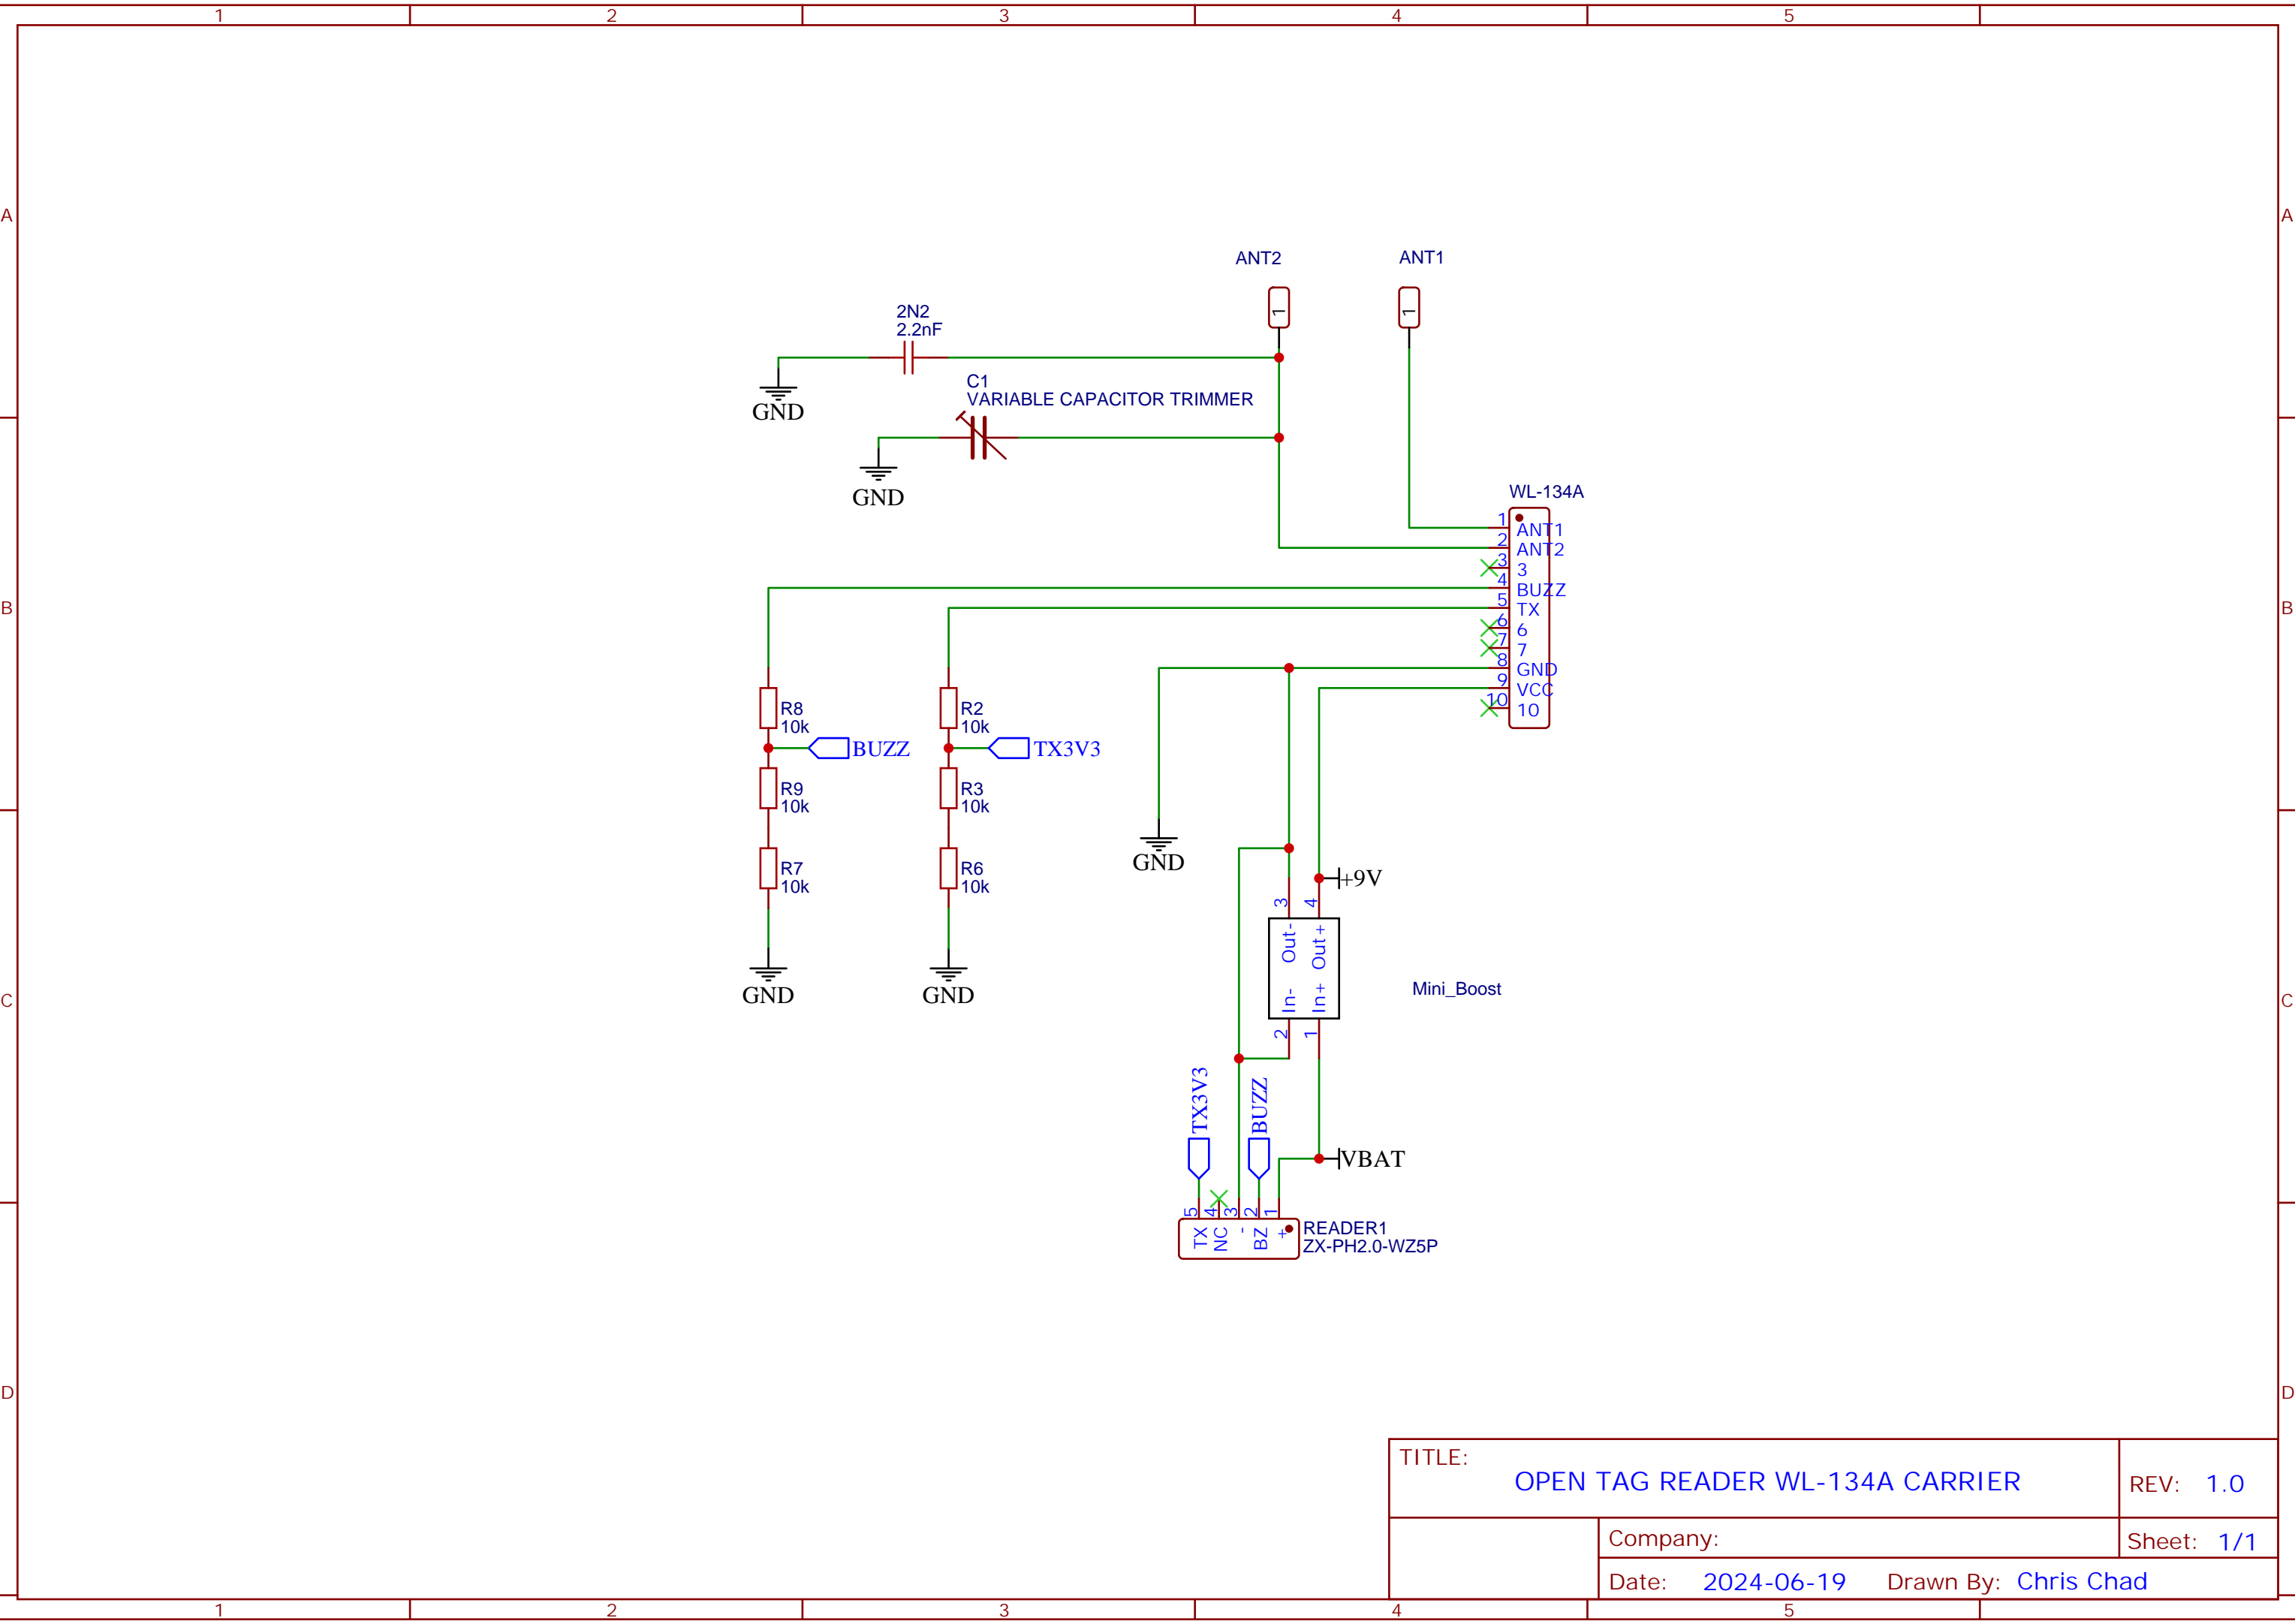 1 2 3 4 5
A A
ANT2 ANT1
1 1
2N2
2.2nF
GND
C1
VARIABLE CAPACITOR TRIMMER
GND
WL-134A
1 ANT1
2 ANT2
3 3
4 BUZZ
5 TX
6 6
7 7
8 GND
9 VCC
10 10
B B
R8
10k
R2
10k
BUZZ
TX3V3
R9
10k
R3
10k
R7
10k
R6
10k
GND
+9V
3 4
Out- Out+
In- In+
2 1
Mini_Boost
GND
GND
C C
TX3V3
BUZZ
VBAT
5 4 3 2 1
TX NC - BZ +
READER1
ZX-PH2.0-WZ5P
D D
TITLE:
OPEN TAG READER WL-134A CARRIER
REV: 1.0
Company:
Sheet: 1/1
Date: 2024-06-19 Drawn By: Chris Chad
1 2 3 4 5